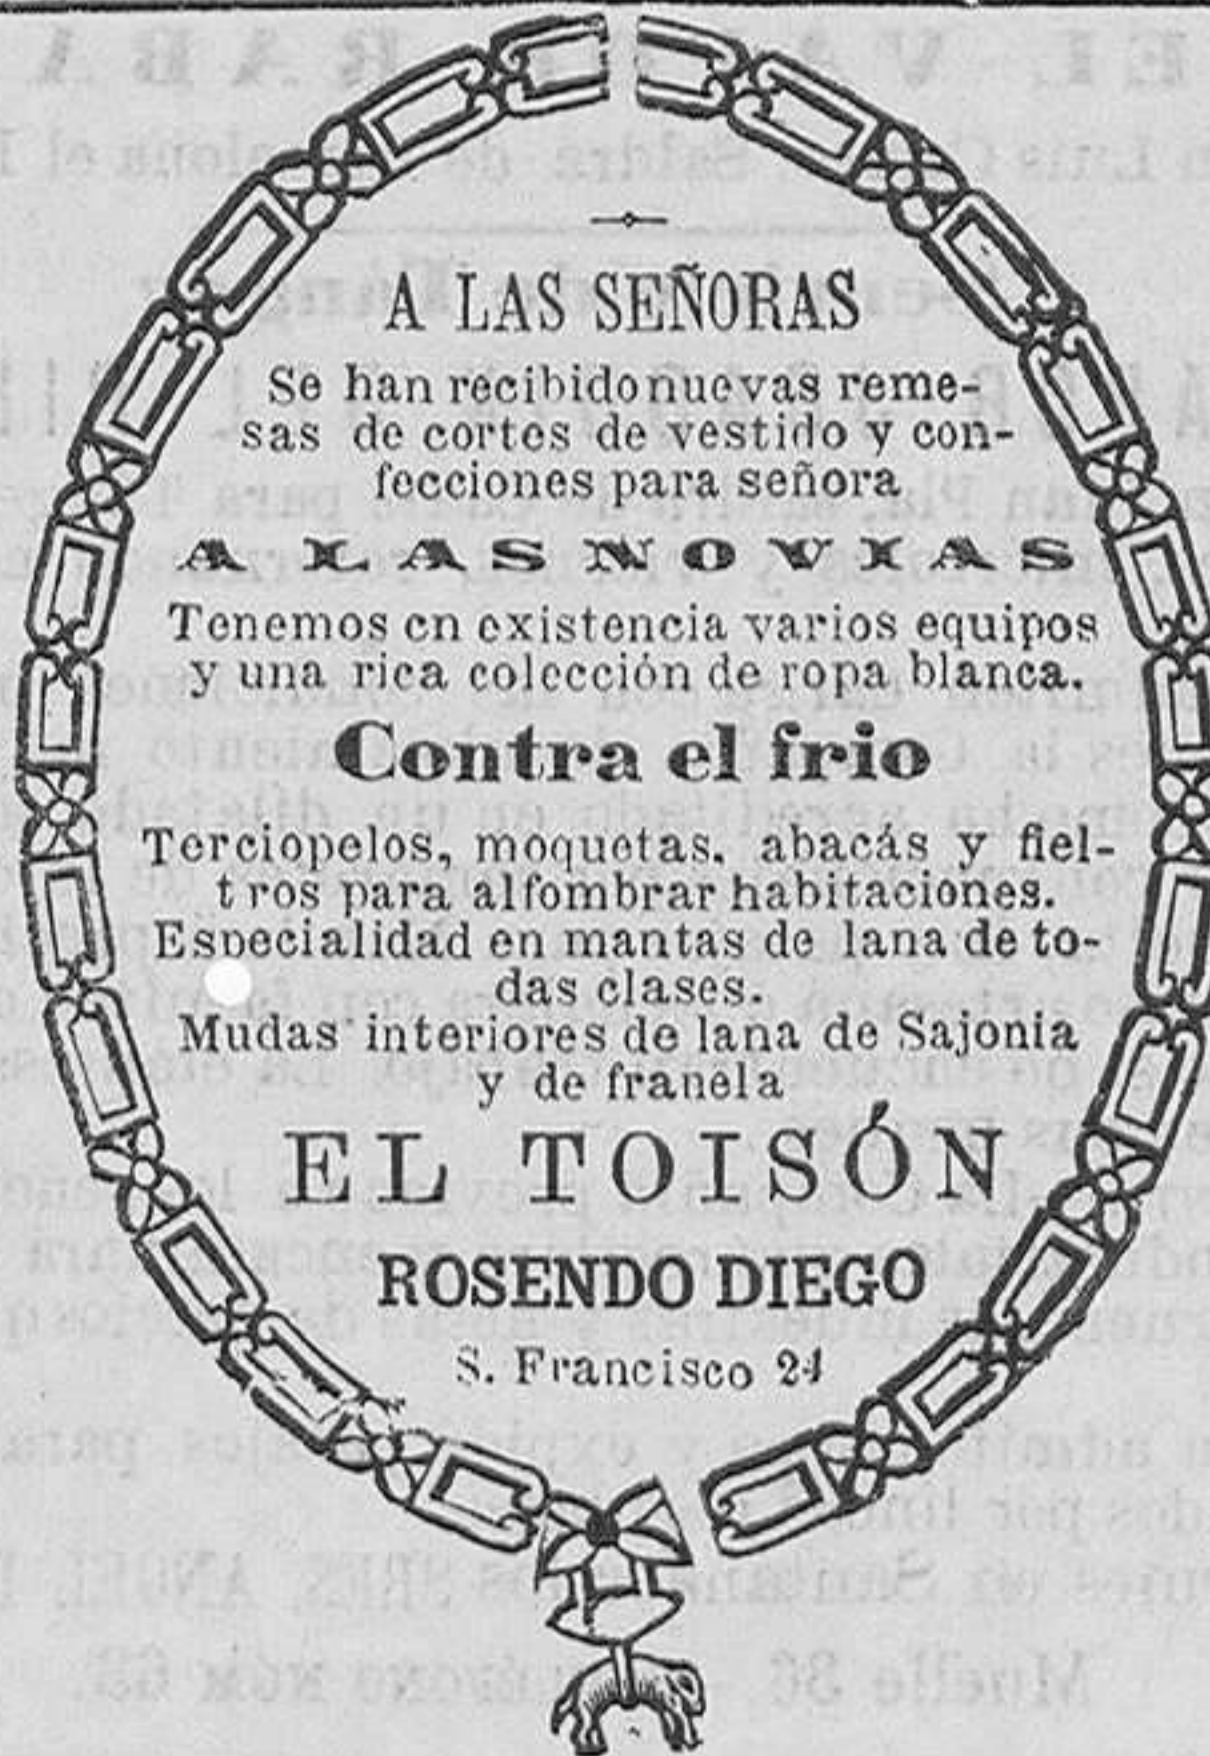 A LAS SEÑORAS
Se han recibido nuevas reme-
sas de cortes de vestido y con-
fecciones para señora
A LAS NOVIAS
Tenemos en existencia varios equipos
y una rica colección de ropa blanca.
Contra el frio
Terciopelos, moquetas, abacás y fiel-
tros para alfombrar habitaciones.
Especialidad en mantas de lana de to-
das clases.
Mudas interiores de lana de Sajonia
y de franela
EL TOISÓN
ROSENDO DIEGO
S. Francisco 24